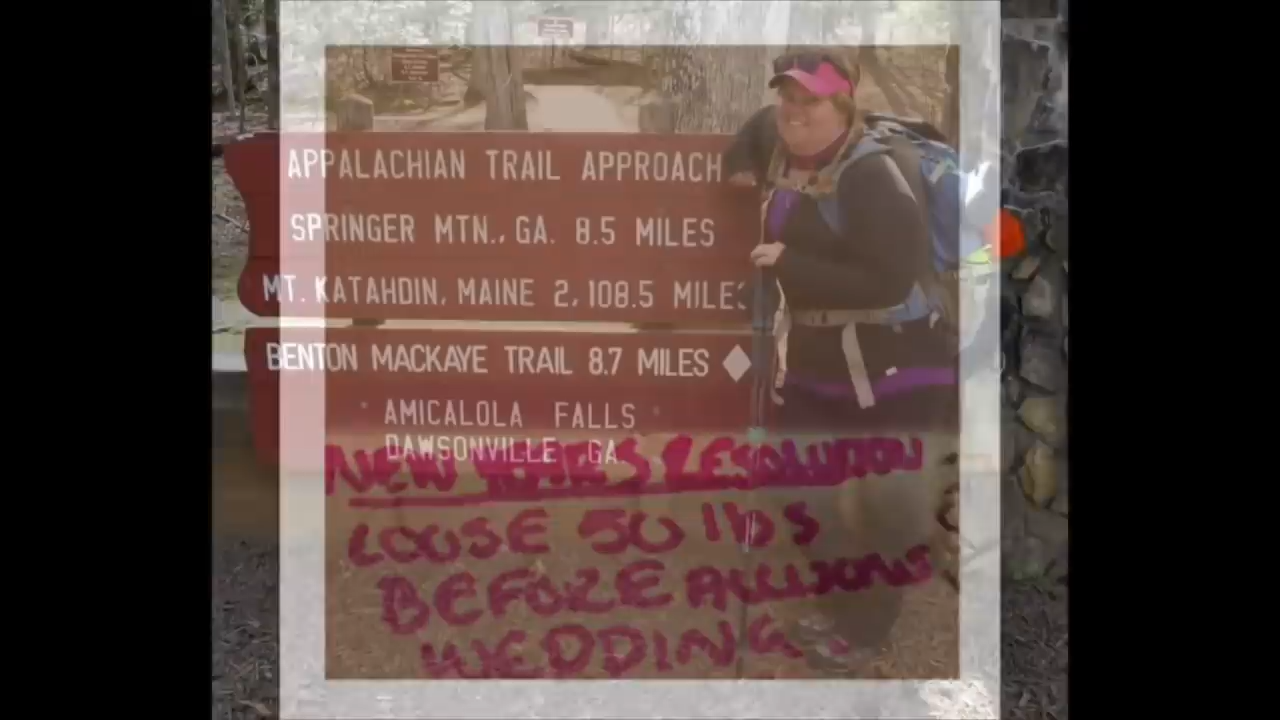 APPALACHIAN TRAIL APPROACH
SPRINGER MTN., GA. 8.5 MILES
MT. KATAHDIN, MAINE 2,108.5 MILES
BENTON MACKAYE TRAIL 8.7 MILES
AMICALOLA FALLS
DAWSONVILLE GA.
NEW YEARS RESOLUTION
LOOSE 50 lbs
BEFORE ALLISONS
WEDDING